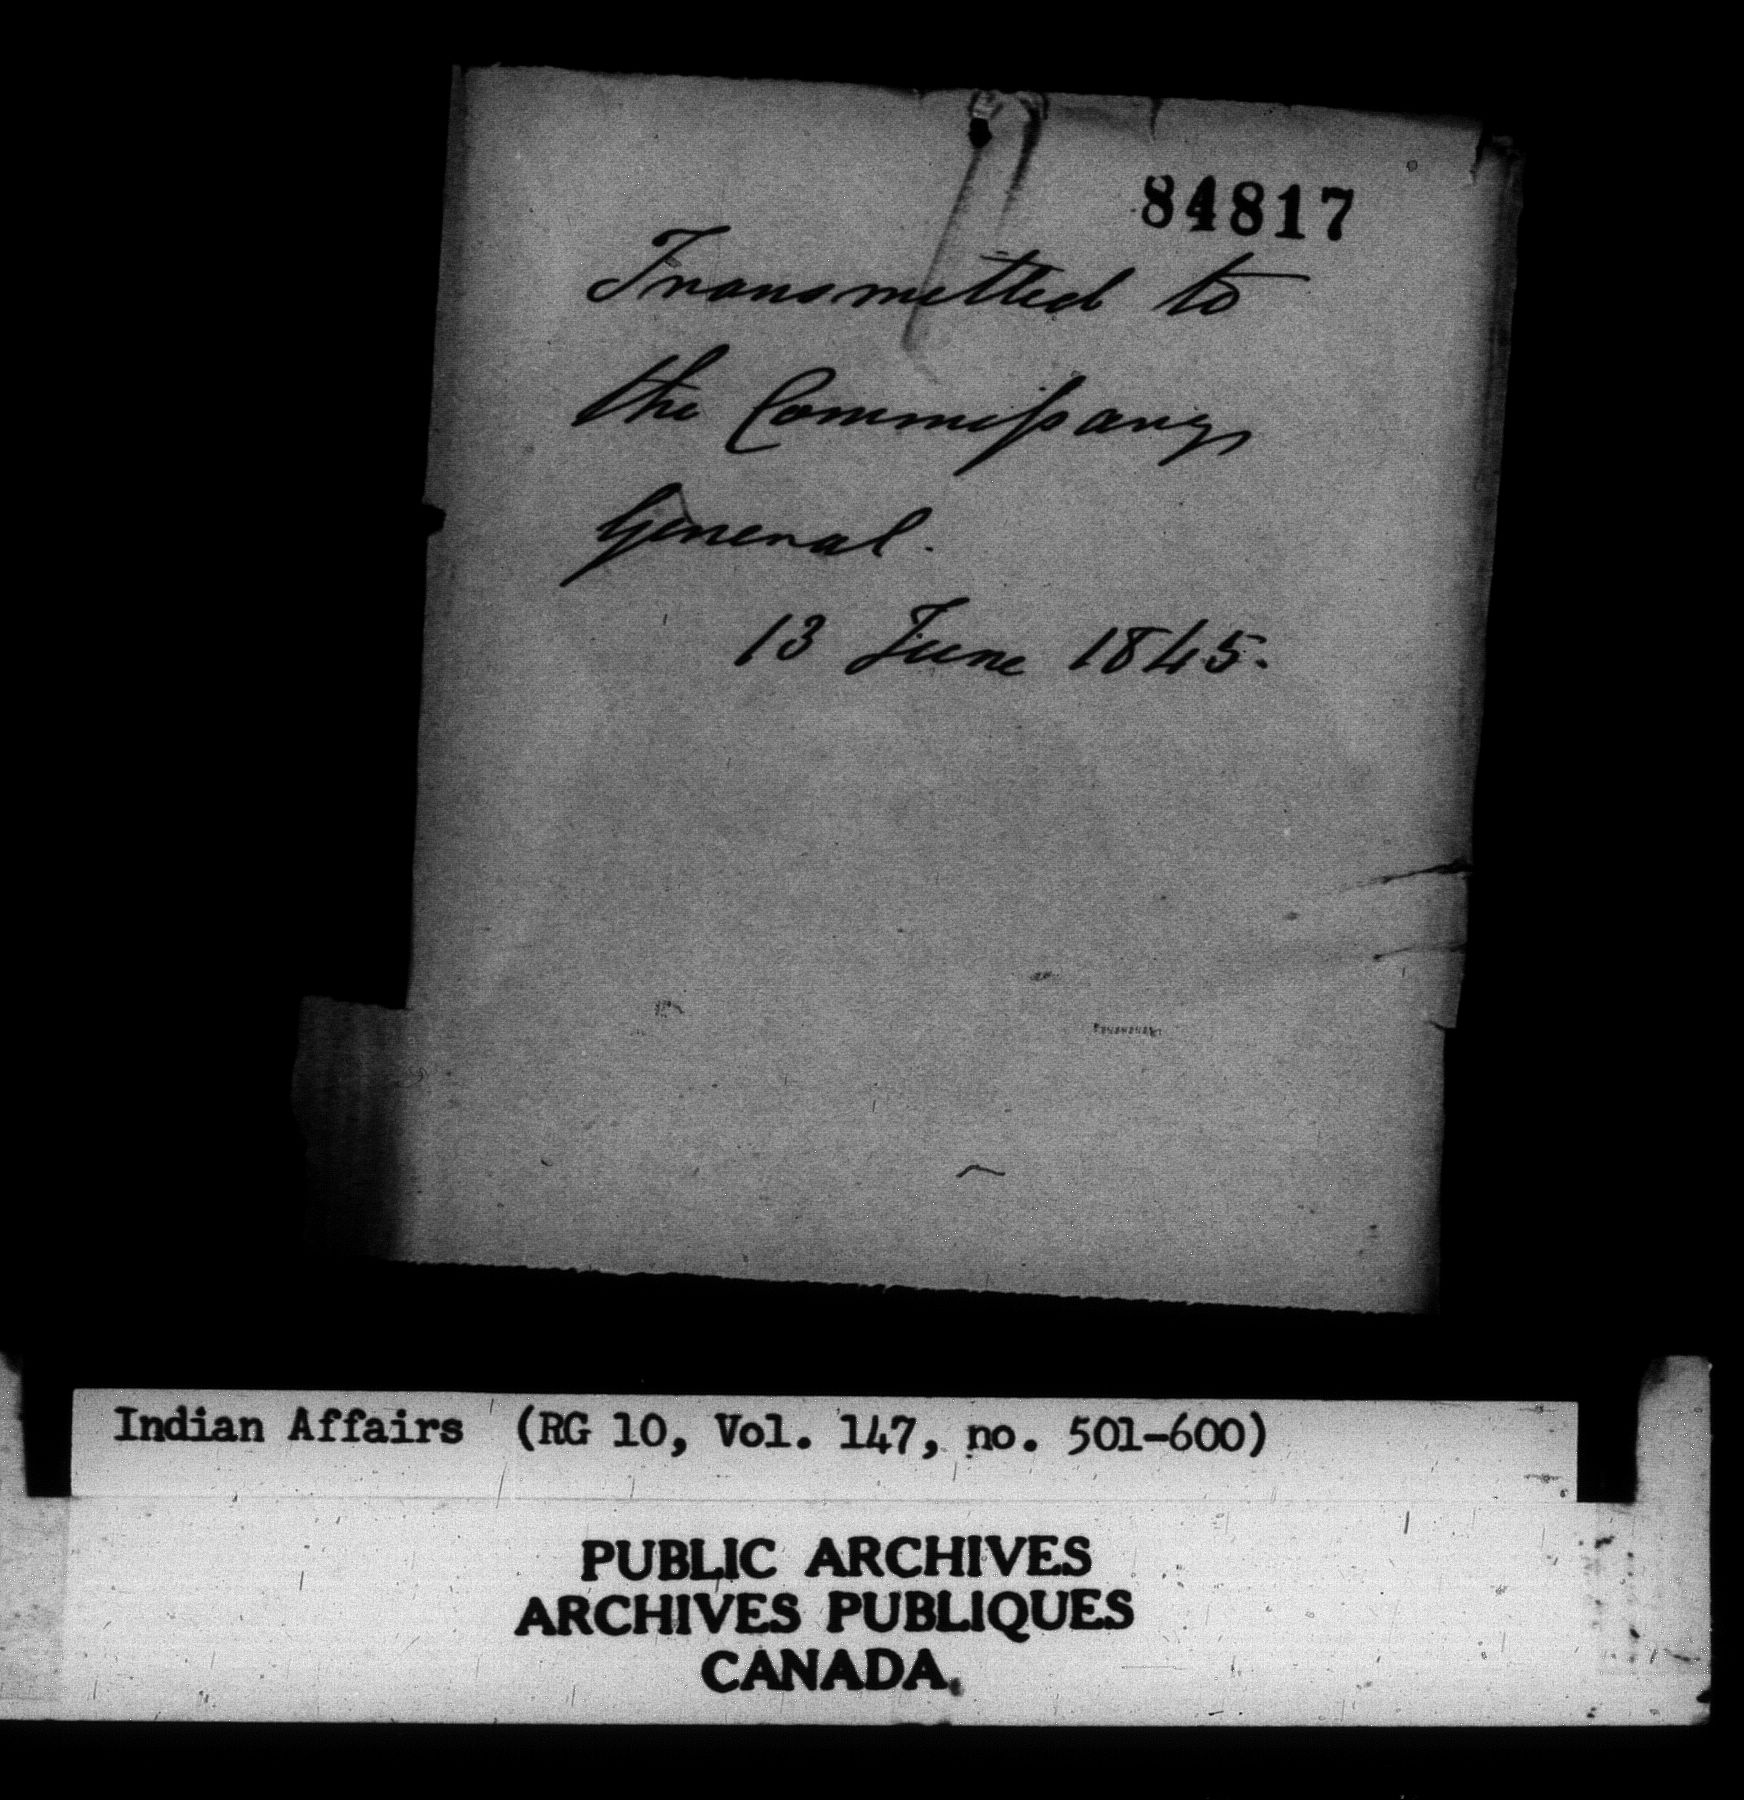 84817
Transmitted to
the Commissary
General.
13 June 1845.
Indian Affairs (RG 10, Vol. 147, no. 501-600)
PUBLIC ARCHIVES
ARCHIVES PUBLIQUES
CANADA